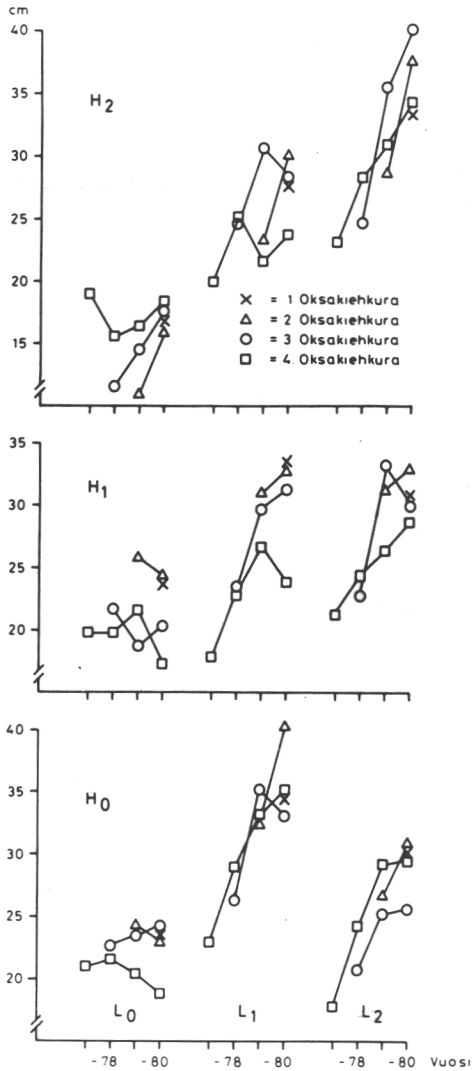 cm
40
H2
35
30
25
20
× = 1 Oksakiehkura
△ = 2 Oksakiehkura
○ = 3 Oksakiehkura
□ = 4. Oksakiehkura
15
35
H1
30
25
20
40
H0
35
30
25
20
L0 L1 L2
-78 -80 -78 -80 -78 -80 Vuosi